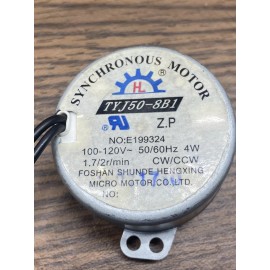 SYNCHRONOUS MOTOR
HL
TYJ50-8B1
Z.P
NO:E199324
100-120V~ 50/60Hz 4W
1.7/2r/min CW/CCW
FOSHAN SHUNDE HENGXING
MICRO MOTOR CO.,LTD.
NO: